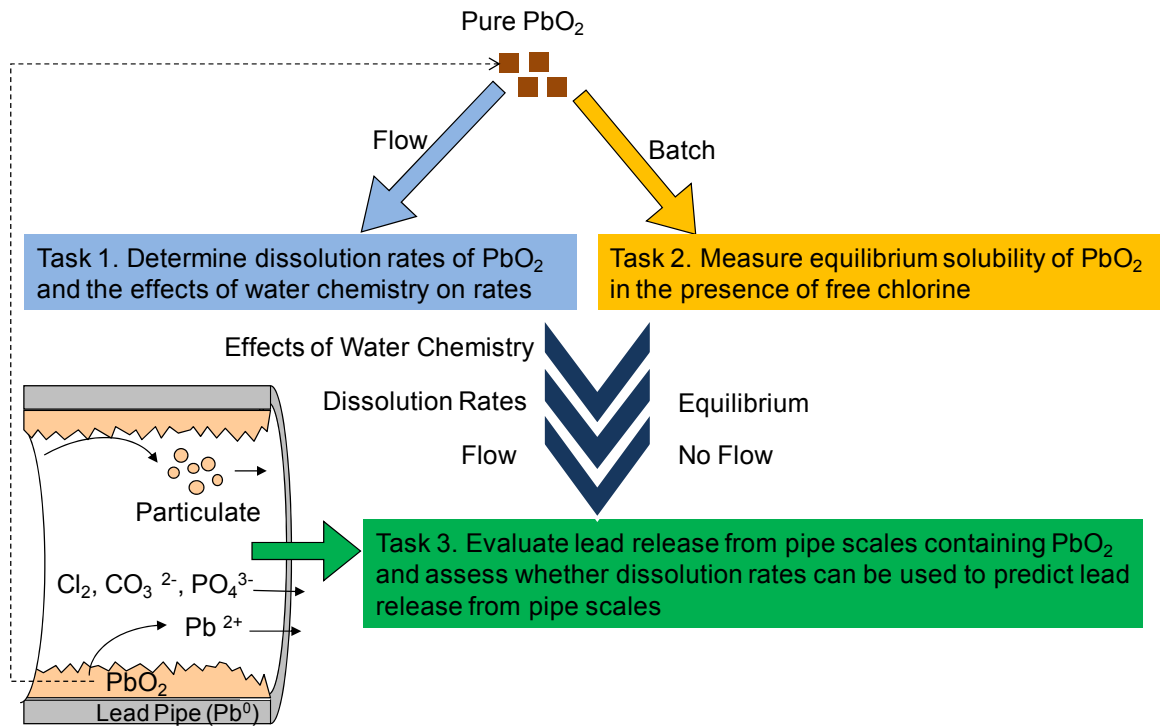 Pure PbO₂
Flow
Batch
Task 1. Determine dissolution rates of PbO₂
and the effects of water chemistry on rates
Task 2. Measure equilibrium solubility of PbO₂
in the presence of free chlorine
Effects of Water Chemistry
Dissolution Rates
Equilibrium
Flow
No Flow
Particulate
Task 3. Evaluate lead release from pipe scales containing PbO₂
and assess whether dissolution rates can be used to predict lead
release from pipe scales
Cl₂, CO₃ ²⁻, PO₄³⁻
Pb ²⁺
PbO₂
Lead Pipe (Pb⁰)